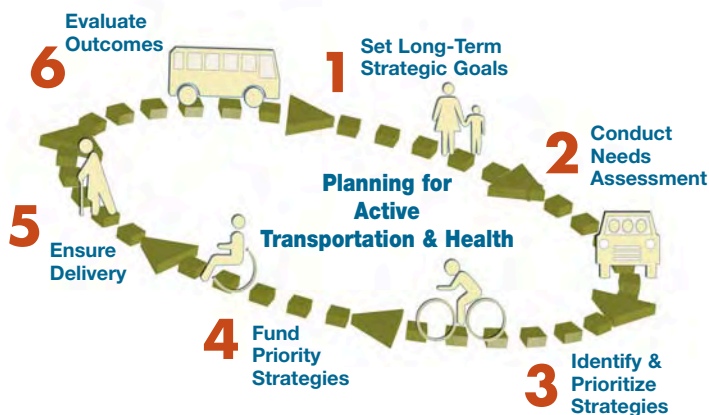 6
Evaluate
Outcomes
1
Set Long-Term
Strategic Goals
2
Conduct
Needs
Assessment
Planning for
Active
Transportation & Health
5
Ensure
Delivery
4
Fund
Priority
Strategies
3
Identify &
Prioritize
Strategies